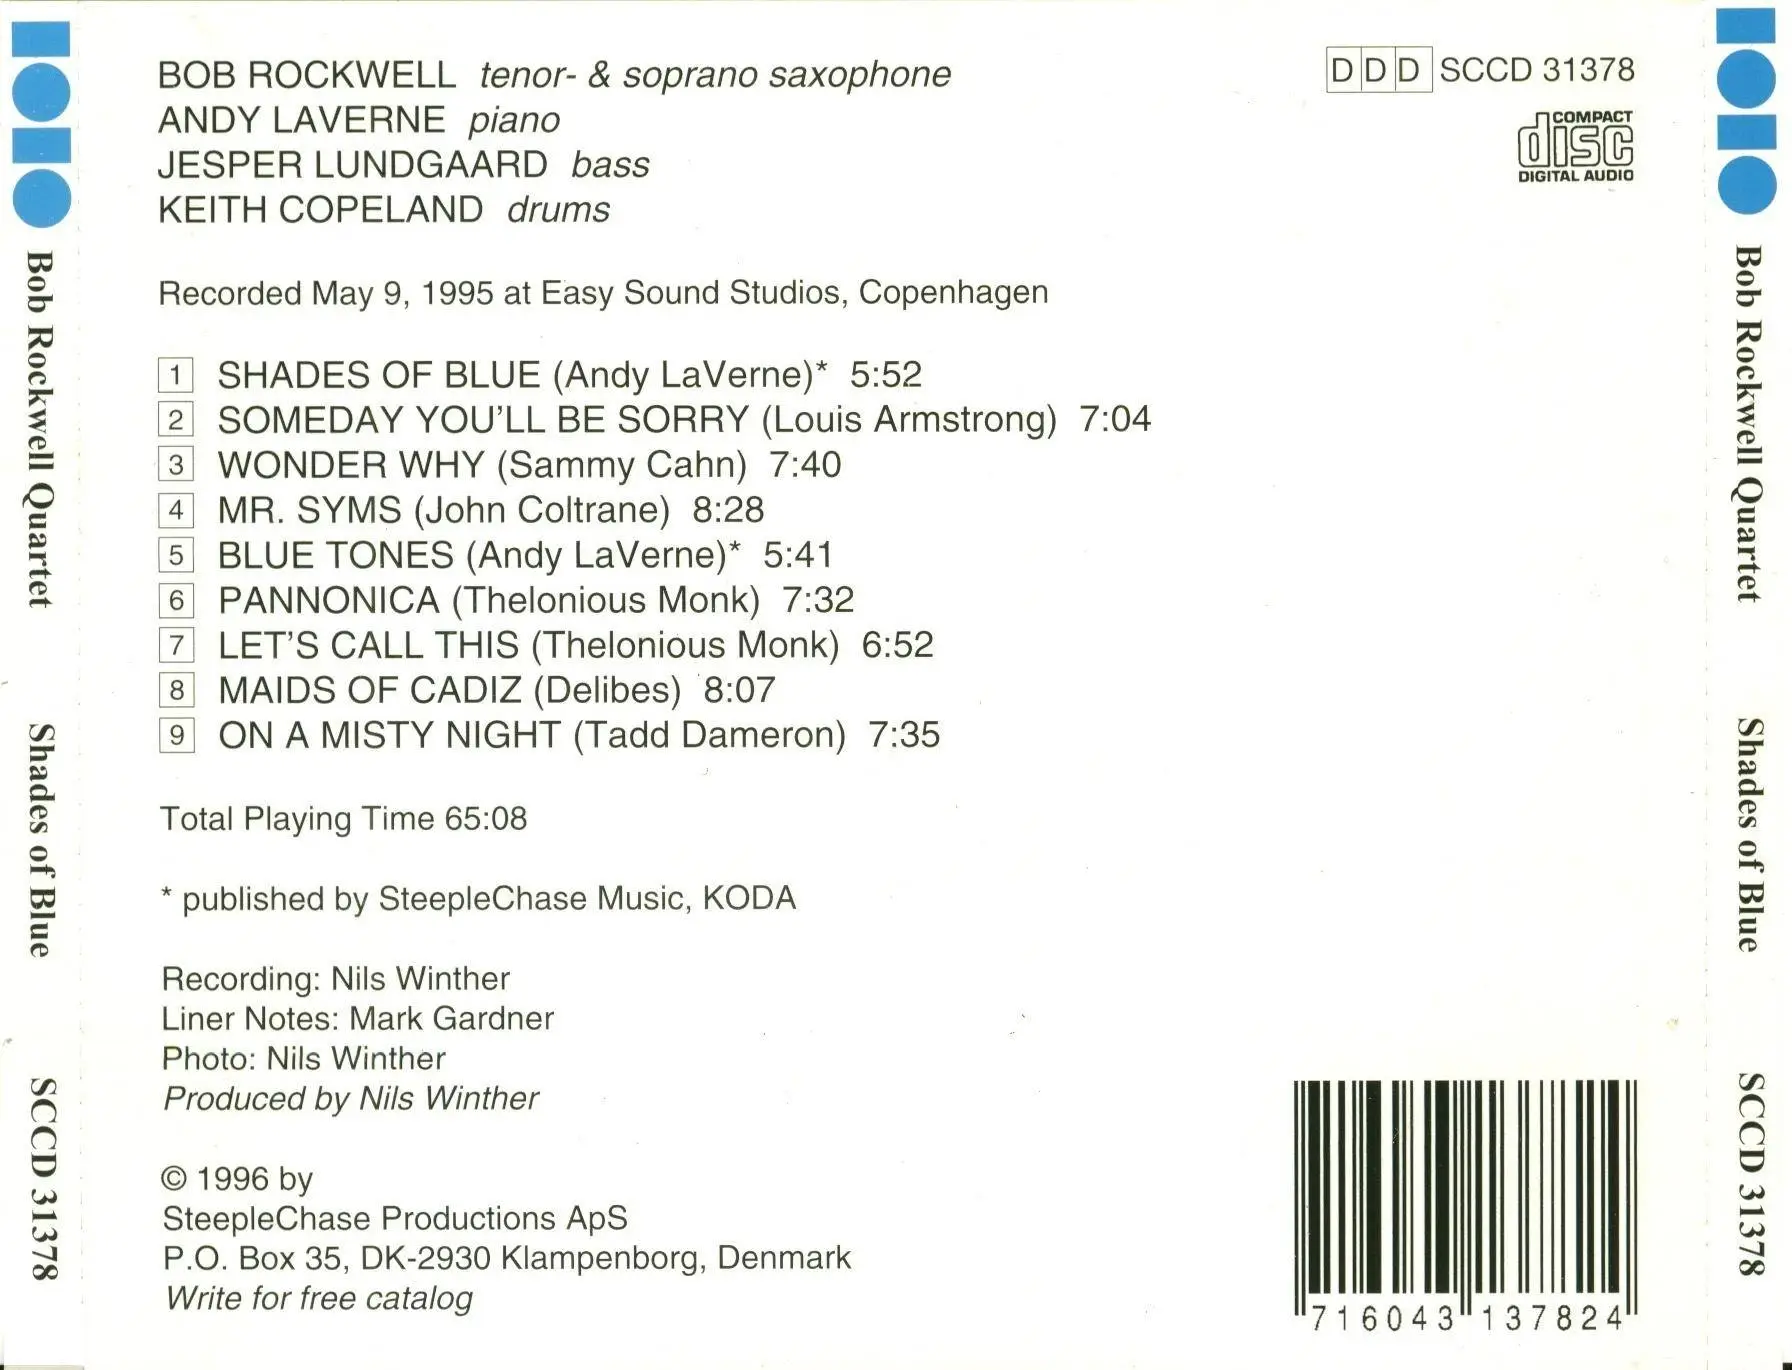 BOB ROCKWELL tenor- & soprano saxophone
ANDY LAVERNE piano
JESPER LUNDGAARD bass
KEITH COPELAND drums
DDD SCCD 31378
COMPACT
disc
DIGITAL AUDIO
Recorded May 9, 1995 at Easy Sound Studios, Copenhagen
1 SHADES OF BLUE (Andy LaVerne)* 5:52
2 SOMEDAY YOU'LL BE SORRY (Louis Armstrong) 7:04
3 WONDER WHY (Sammy Cahn) 7:40
4 MR. SYMS (John Coltrane) 8:28
5 BLUE TONES (Andy LaVerne)* 5:41
6 PANNONICA (Thelonious Monk) 7:32
7 LET'S CALL THIS (Thelonious Monk) 6:52
8 MAIDS OF CADIZ (Delibes) 8:07
9 ON A MISTY NIGHT (Tadd Dameron) 7:35
Total Playing Time 65:08
* published by SteepleChase Music, KODA
Recording: Nils Winther
Liner Notes: Mark Gardner
Photo: Nils Winther
Produced by Nils Winther
© 1996 by
SteepleChase Productions ApS
P.O. Box 35, DK-2930 Klampenborg, Denmark
Write for free catalog
716043 137824
Bob Rockwell Quartet Shades of Blue SCCD 31378
Bob Rockwell Quartet Shades of Blue SCCD 31378